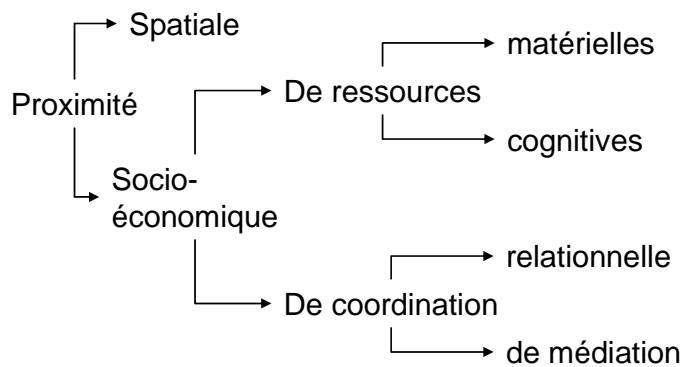 Spatiale
Proximité
Socio-
économique
De ressources
matérielles
cognitives
De coordination
relationnelle
de médiation